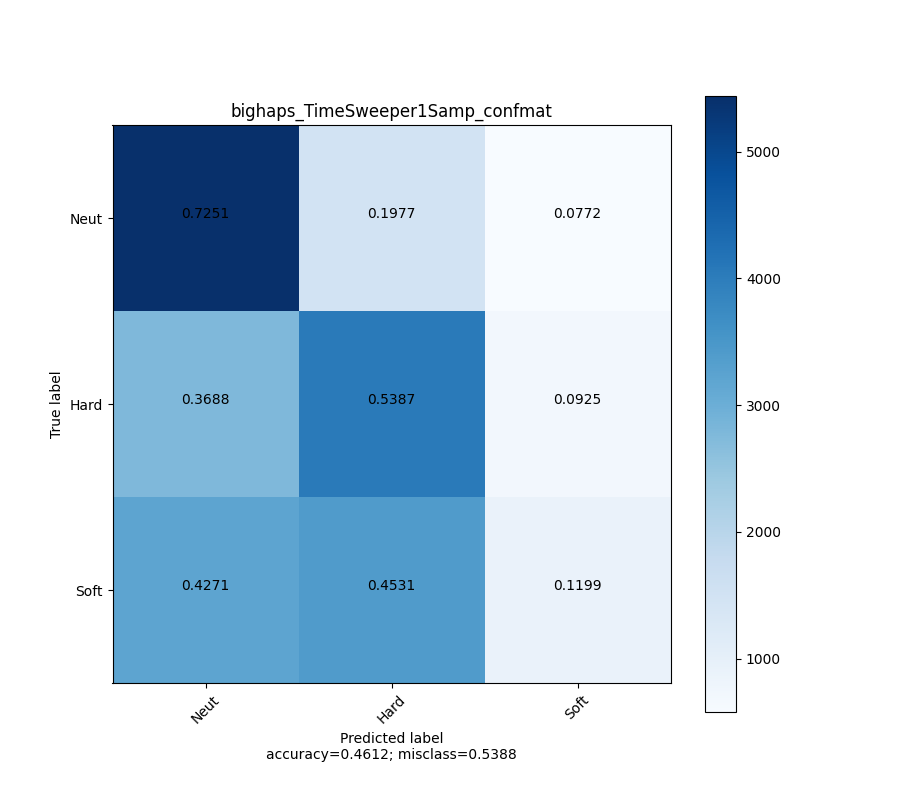 bighaps_TimeSweeper1Samp_confmat
Neut
0.7251 0.1977 0.0772
Hard
0.3688 0.5387 0.0925
Soft
0.4271 0.4531 0.1199
True label
Neut Hard Soft
Predicted label
accuracy=0.4612; misclass=0.5388
5000
4000
3000
2000
1000